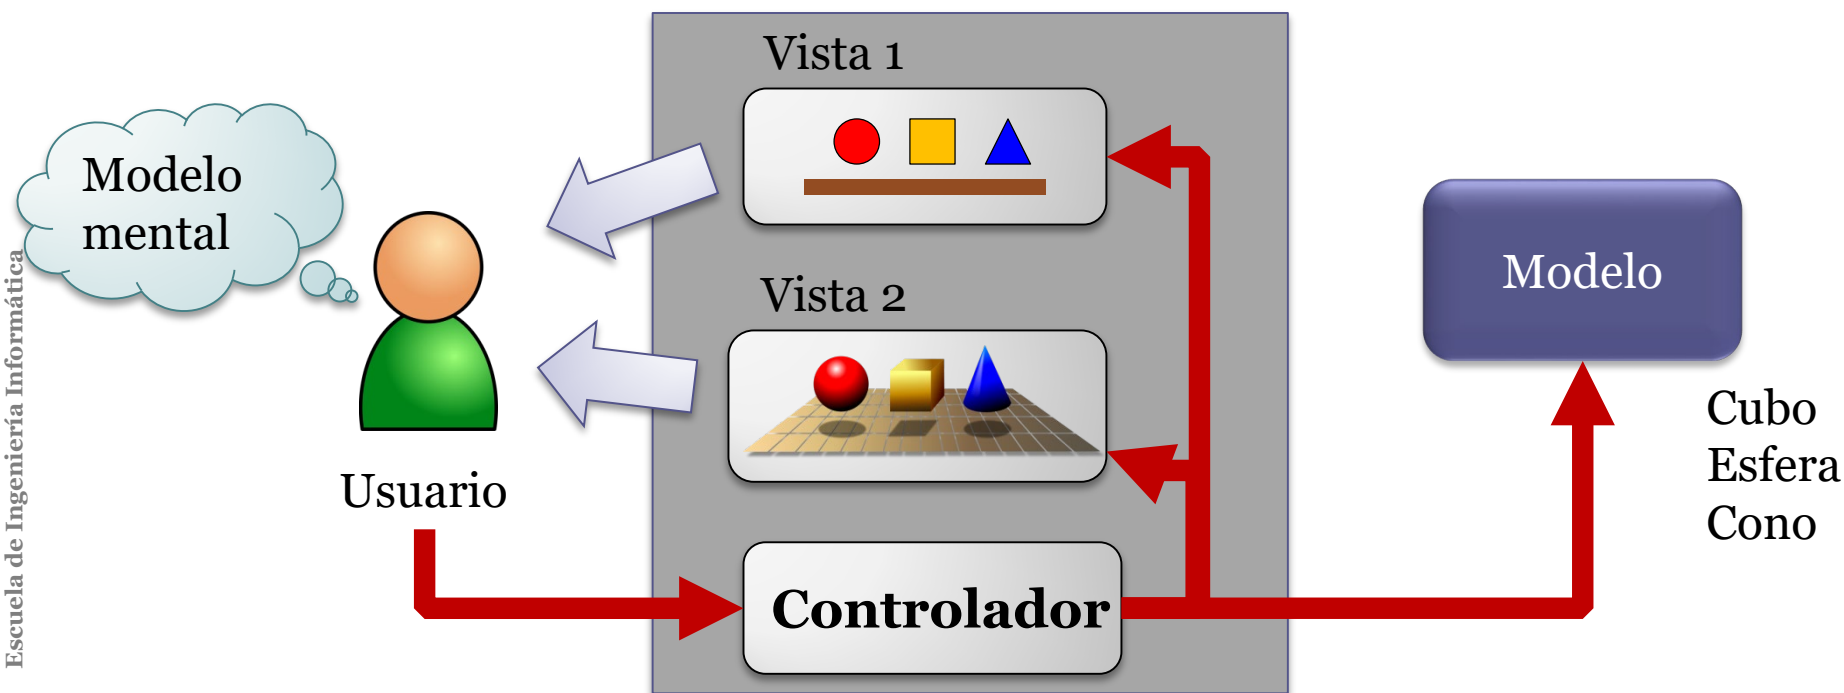 Vista 1
Modelo
mental
Modelo
Vista 2
Cubo
Esfera
Cono
Usuario
Controlador
Escuela de Ingeniería Informática